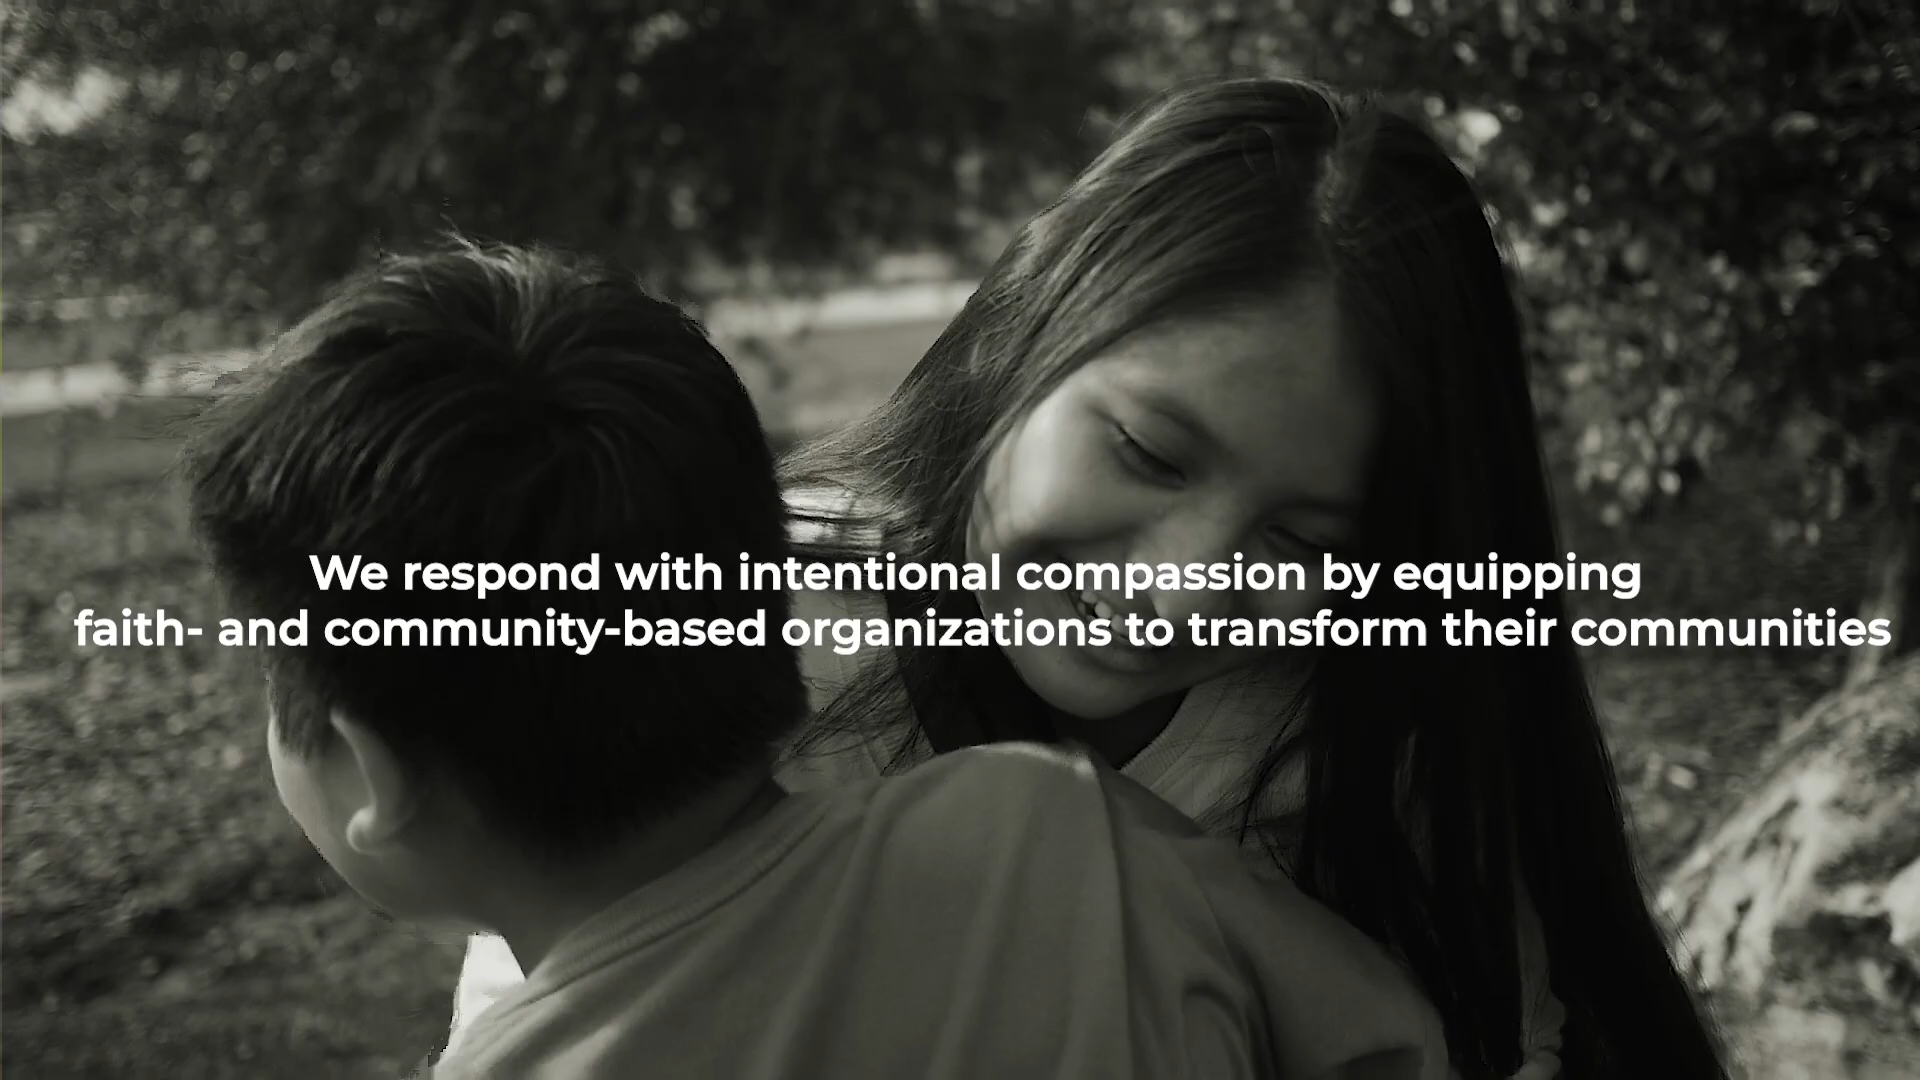 We respond with intentional compassion by equipping
faith- and community-based organizations to transform their communities